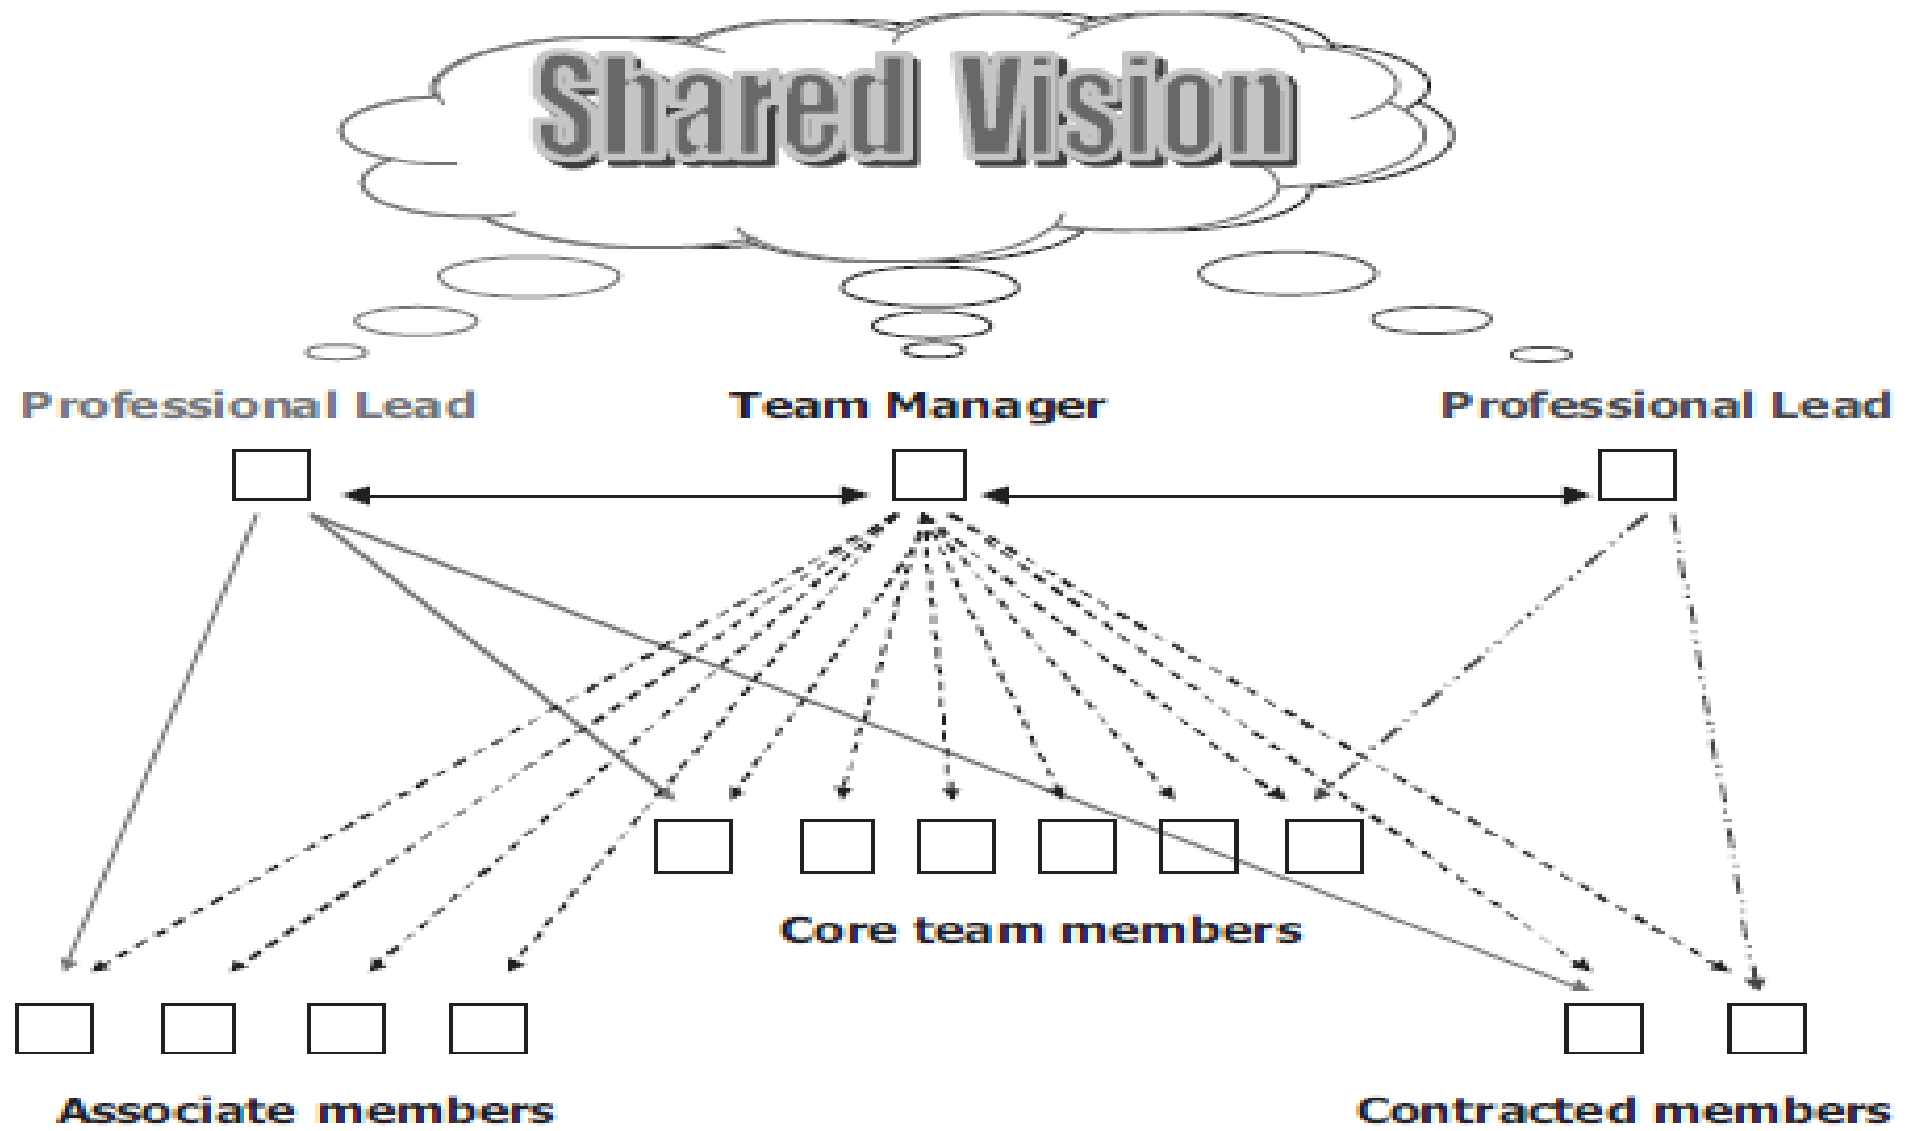 Shared Vision
Professional Lead
Team Manager
Professional Lead
Core team members
Associate members
Contracted members